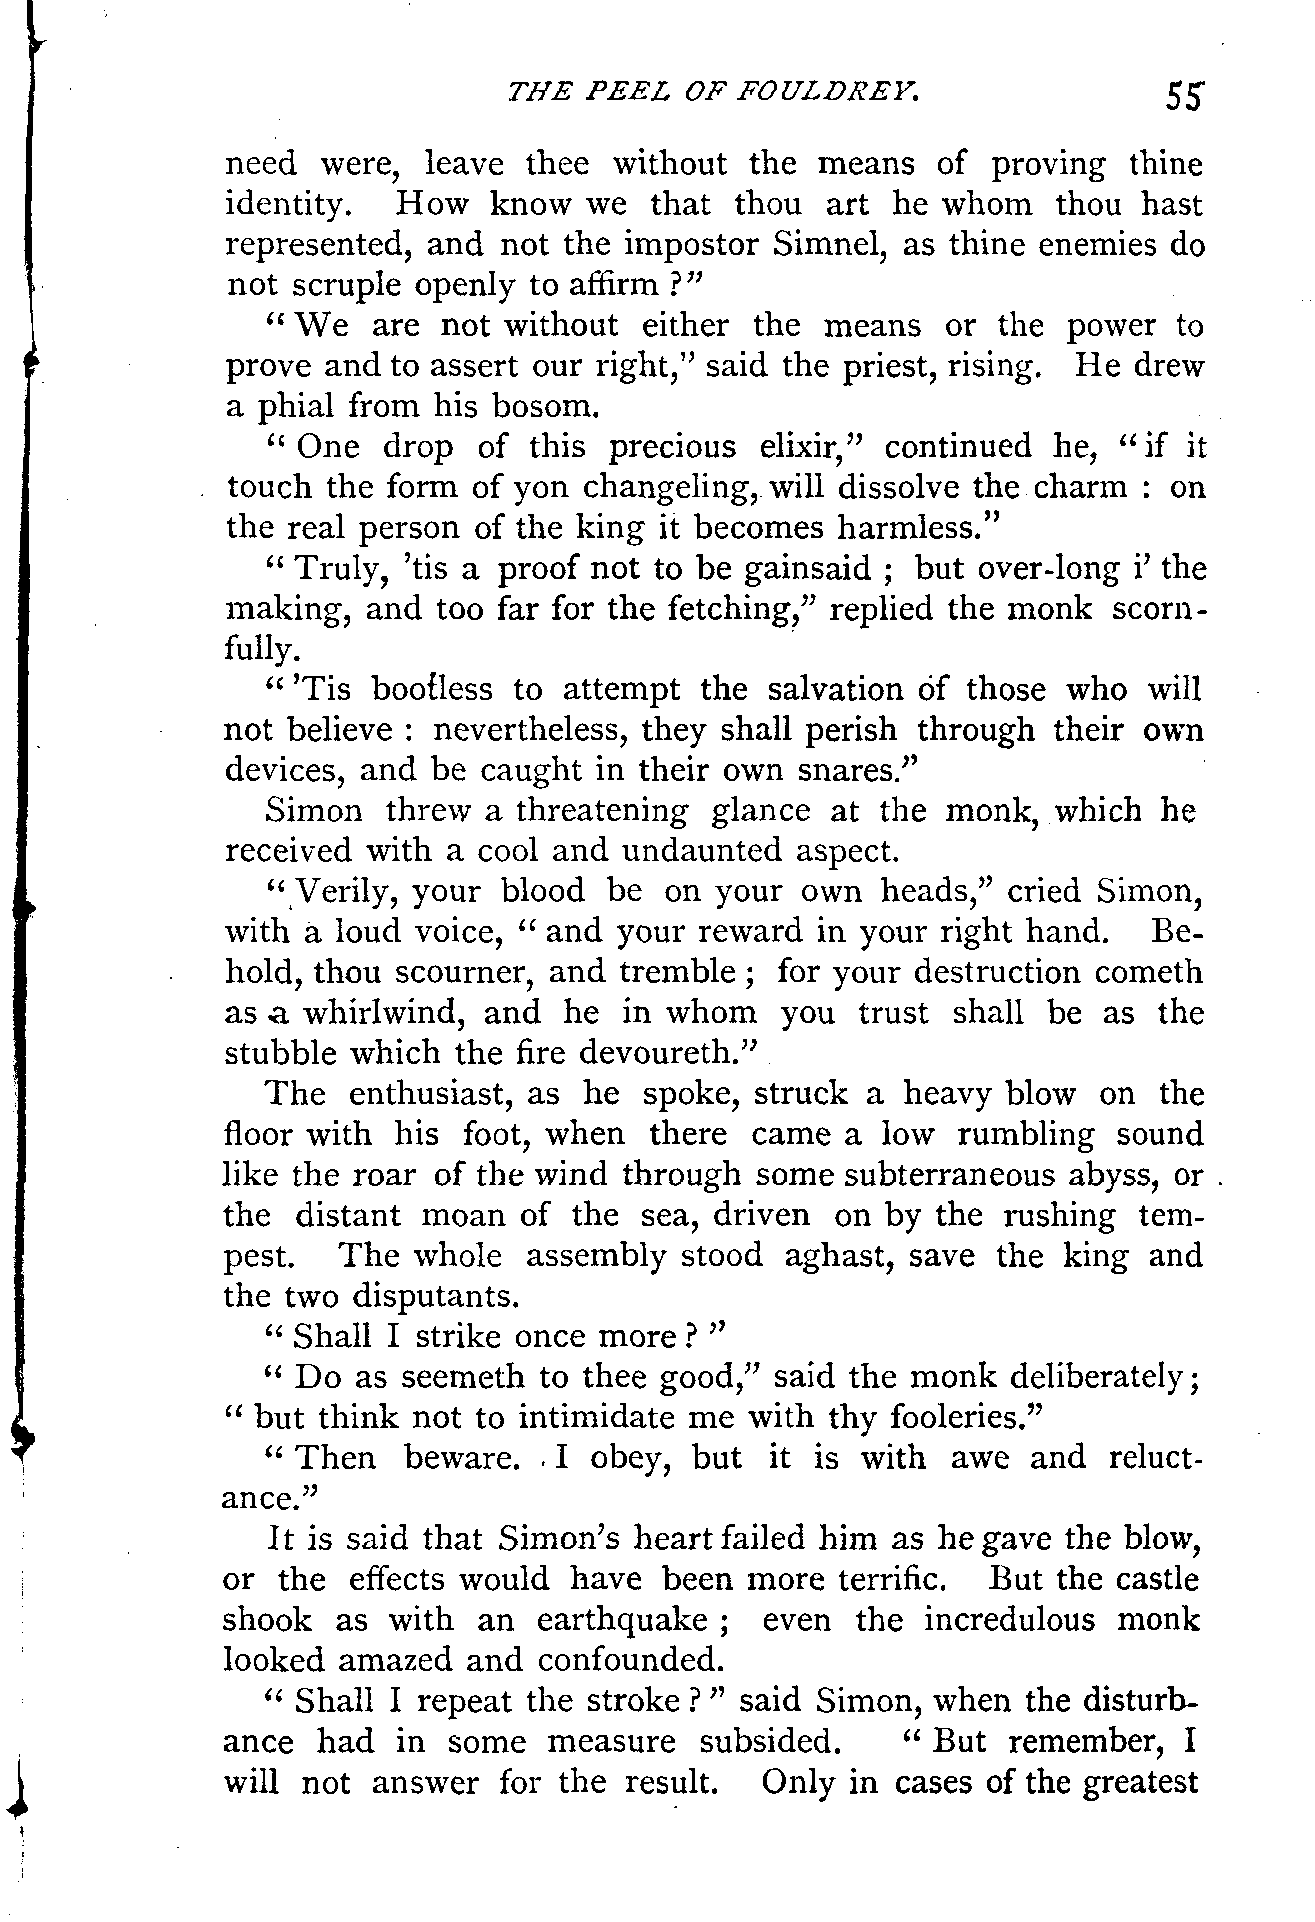 THE PEEL OF FOULDREY. 55
need were, leave thee without the means of proving thine
identity. How know we that thou art he whom thou hast
represented, and not the impostor Simnel, as thine enemies do
not scruple openly to affirm ?”
“ We are not without either the means or the power to
prove and to assert our right,” said the priest, rising. He drew
a phial from his bosom.
“ One drop of this precious elixir,” continued he, “ if it
touch the form of yon changeling, will dissolve the charm : on
the real person of the king it becomes harmless.”
“ Truly, ’tis a proof not to be gainsaid ; but over-long i’ the
making, and too far for the fetching,” replied the monk scorn-
fully.
“ ’Tis bootless to attempt the salvation of those who will
not believe : nevertheless, they shall perish through their own
devices, and be caught in their own snares.”
Simon threw a threatening glance at the monk, which he
received with a cool and undaunted aspect.
“ Verily, your blood be on your own heads,” cried Simon,
with a loud voice, “ and your reward in your right hand. Be-
hold, thou scourner, and tremble ; for your destruction cometh
as a whirlwind, and he in whom you trust shall be as the
stubble which the fire devoureth.”
The enthusiast, as he spoke, struck a heavy blow on the
floor with his foot, when there came a low rumbling sound
like the roar of the wind through some subterraneous abyss, or
the distant moan of the sea, driven on by the rushing tem-
pest. The whole assembly stood aghast, save the king and
the two disputants.
“ Shall I strike once more ? ”
“ Do as seemeth to thee good,” said the monk deliberately ;
“ but think not to intimidate me with thy fooleries.”
“ Then beware. I obey, but it is with awe and reluct-
ance.”
It is said that Simon’s heart failed him as he gave the blow,
or the effects would have been more terrific. But the castle
shook as with an earthquake ; even the incredulous monk
looked amazed and confounded.
“ Shall I repeat the stroke ? ” said Simon, when the disturb-
ance had in some measure subsided. “ But remember, I
will not answer for the result. Only in cases of the greatest